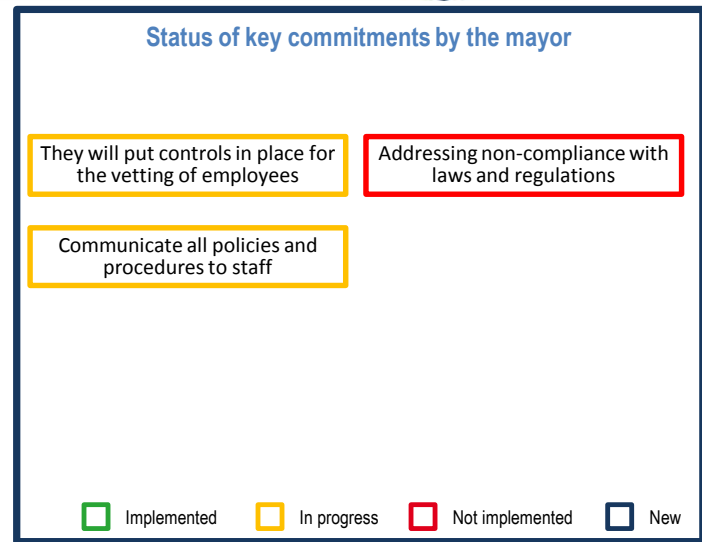 Status of key commitments by the mayor
They will put controls in place for
the vetting of employees
Addressing non-compliance with
laws and regulations
Communicate all policies and
procedures to staff
Implemented
In progress
Not implemented
New